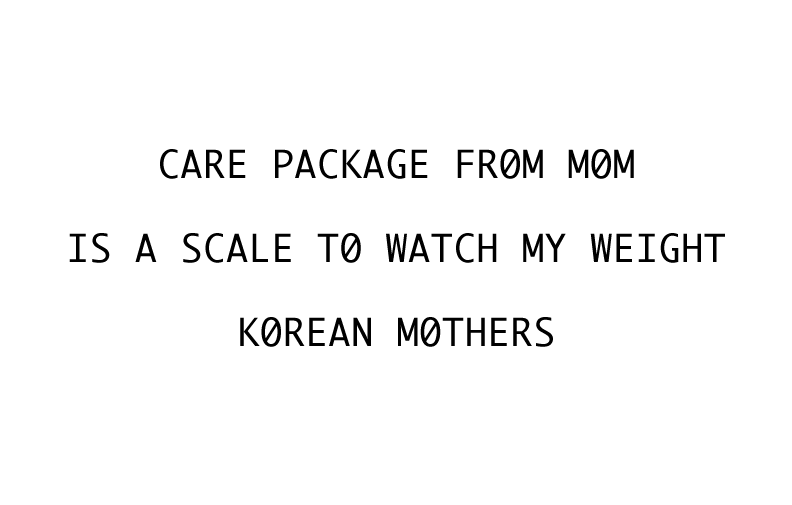 CARE PACKAGE FR0M M0M
IS A SCALE T0 WATCH MY WEIGHT
K0REAN M0THERS